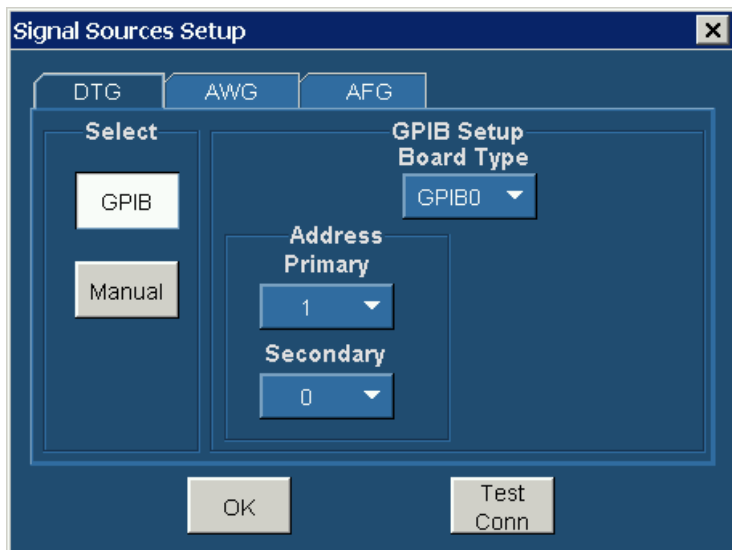 Signal Sources Setup
DTG AWG AFG
Select
GPIB
Manual
GPIB Setup
Board Type
GPIB0
Address
Primary
1
Secondary
0
OK
Test
Conn